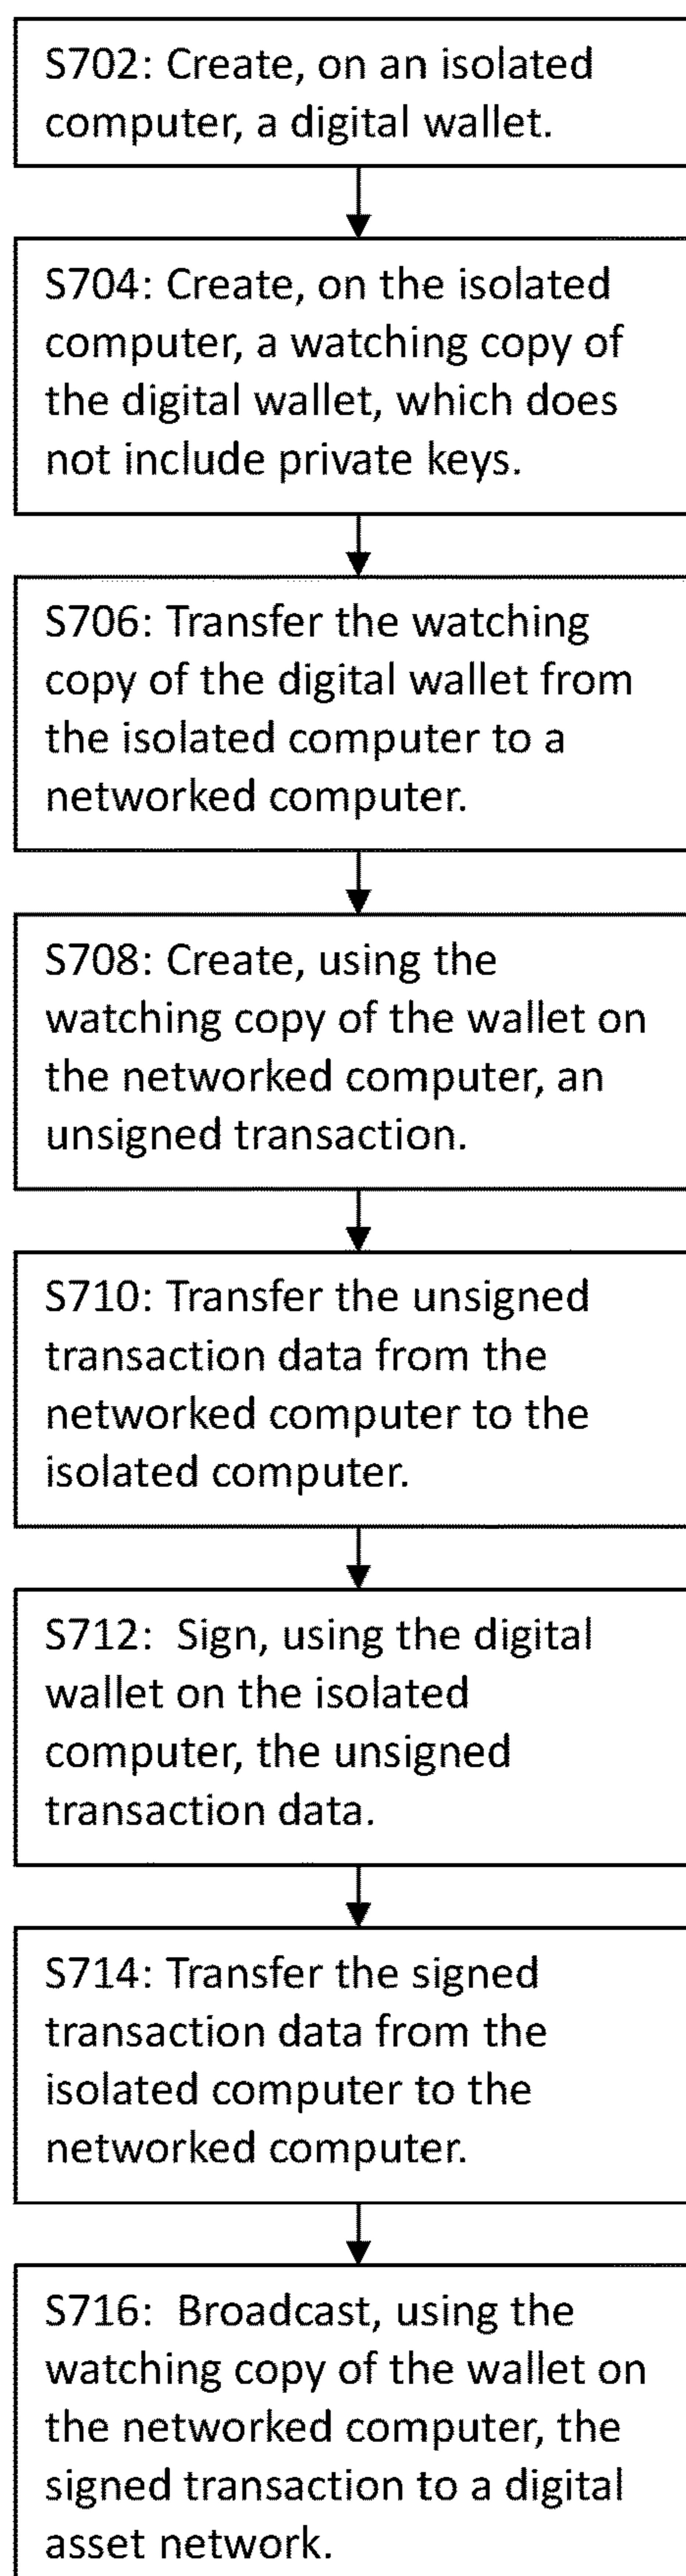 S702: Create, on an isolated
computer, a digital wallet.
S704: Create, on the isolated
computer, a watching copy of
the digital wallet, which does
not include private keys.
S706: Transfer the watching
copy of the digital wallet from
the isolated computer to a
networked computer.
S708: Create, using the
watching copy of the wallet on
the networked computer, an
unsigned transaction.
S710: Transfer the unsigned
transaction data from the
networked computer to the
isolated computer.
S712:  Sign, using the digital
wallet on the isolated
computer, the unsigned
transaction data.
S714: Transfer the signed
transaction data from the
isolated computer to the
networked computer.
S716:  Broadcast, using the
watching copy of the wallet on
the networked computer, the
signed transaction to a digital
asset network.